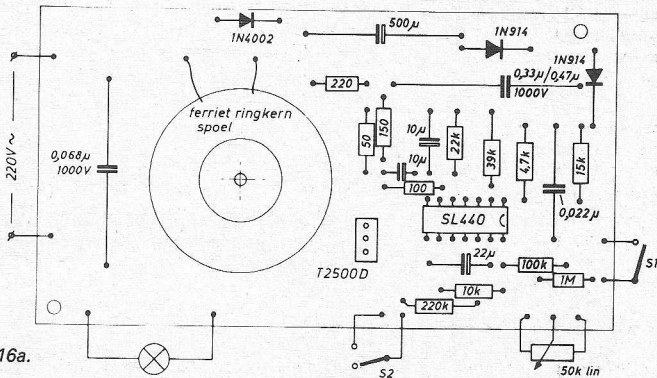 1N4002
500µ
1N914
1N914
220
0,33µ/0,47µ
1000V
ferriet ringkern
spoel
220V~
0,068µ
1000V
50
150
10µ
22k
39k
4,7k
15k
10µ
100
0,022µ
SL440
T2500D
22µ
100k
S1
1M
10k
220k
16a.
S2
50k lin